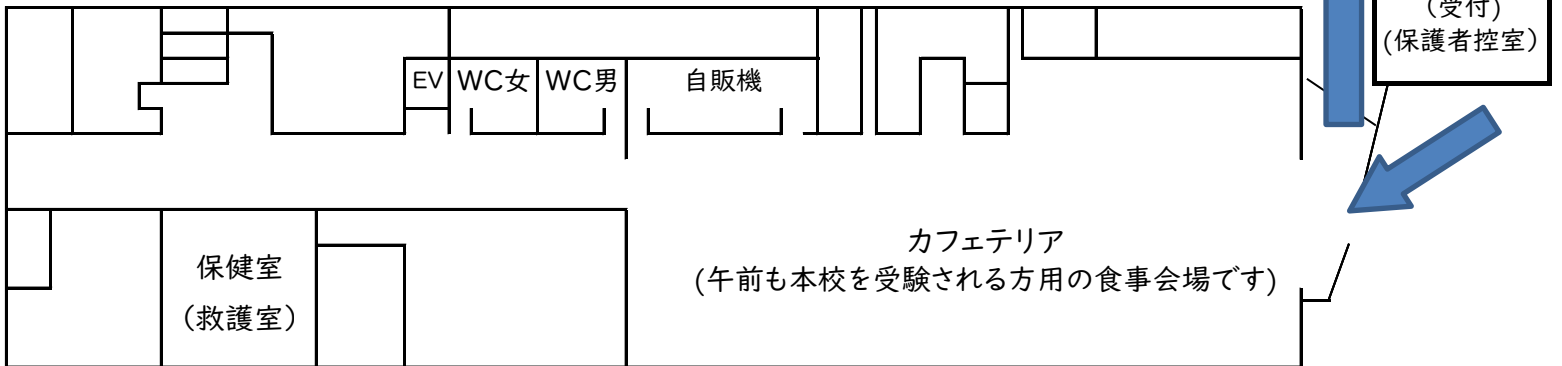 (受付)
(保護者控室)
EV
WC女
WC男
自販機
カフェテリア
(午前も本校を受験される方用の食事会場です)
保健室
(救護室)